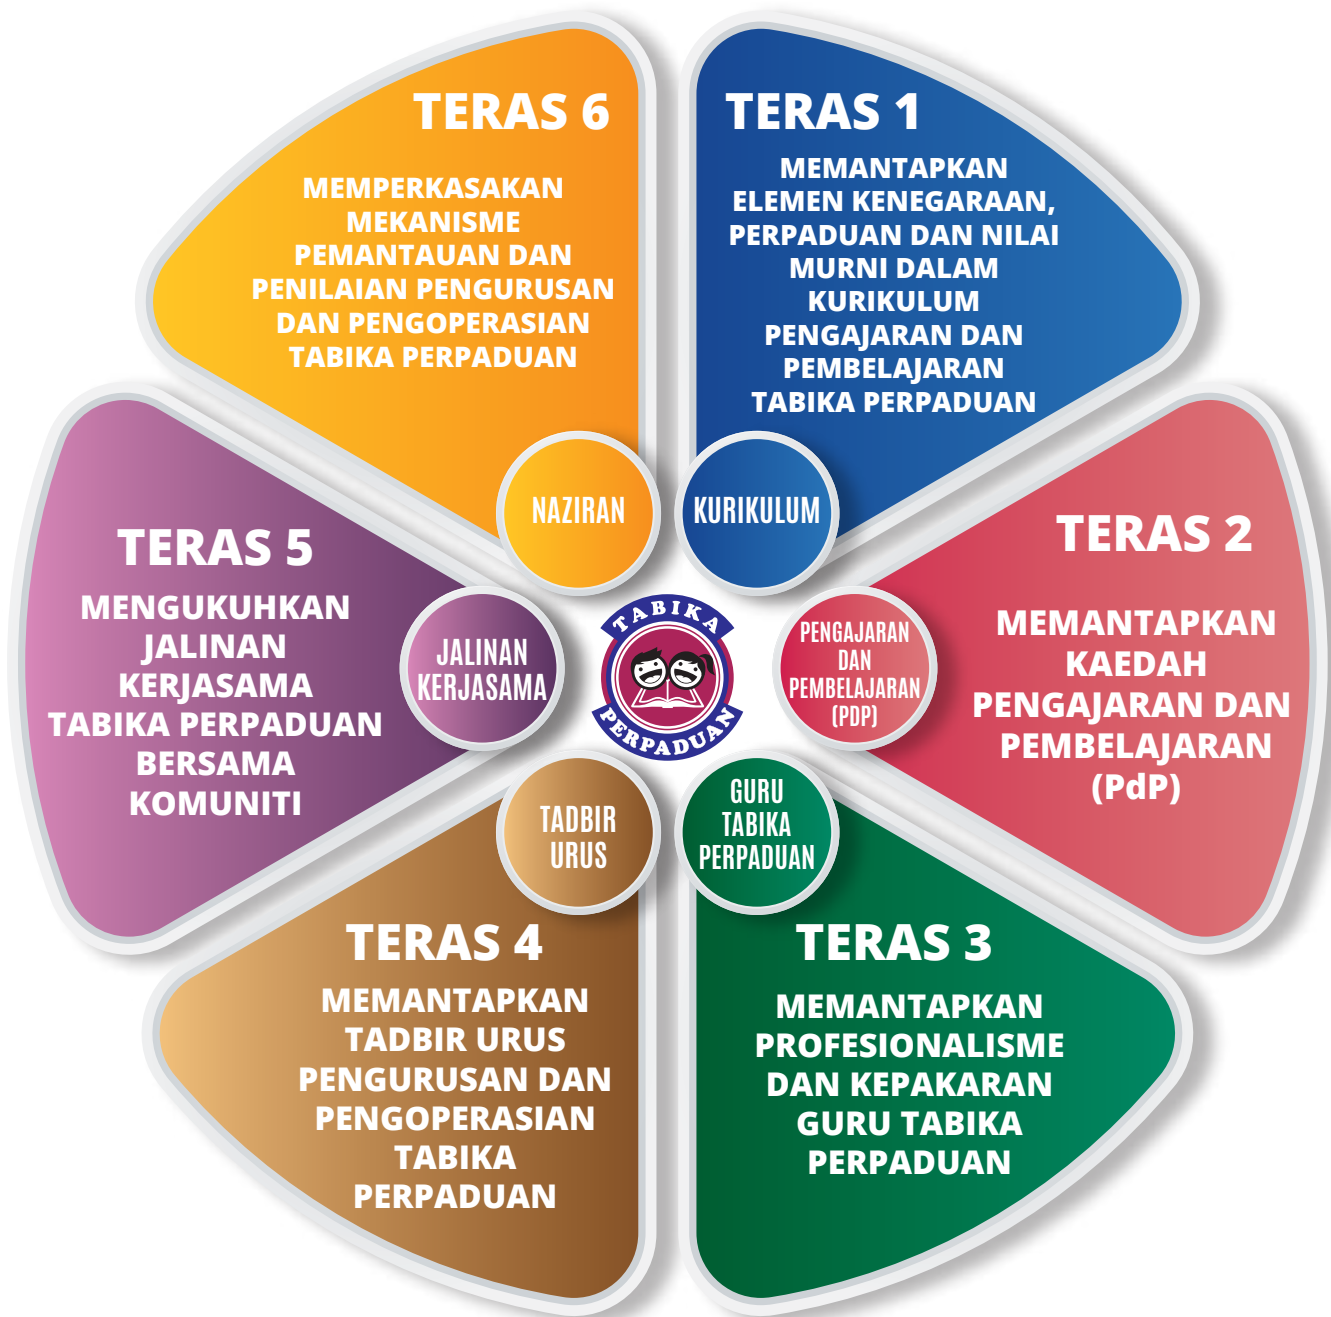 TERAS 1
MEMANTAPKAN
ELEMEN KENEGARAAN,
PERPADUAN DAN NILAI
MURNI DALAM
KURIKULUM
PENGAJARAN DAN
PEMBELAJARAN
TABIKA PERPADUAN
KURIKULUM
TERAS 2
MEMANTAPKAN
KAEDAH
PENGAJARAN DAN
PEMBELAJARAN
(PdP)
PENGAJARAN
DAN
PEMBELAJARAN
(PDP)
TERAS 3
MEMANTAPKAN
PROFESIONALISME
DAN KEPAKARAN
GURU TABIKA
PERPADUAN
GURU
TABIKA
PERPADUAN
TERAS 4
MEMANTAPKAN
TADBIR URUS
PENGURUSAN DAN
PENGOPERASIAN
TABIKA
PERPADUAN
TADBIR
URUS
TERAS 5
MENGUKUHKAN
JALINAN
KERJASAMA
TABIKA PERPADUAN
BERSAMA
KOMUNITI
JALINAN
KERJASAMA
TERAS 6
MEMPERKASAKAN
MEKANISME
PEMANTAUAN DAN
PENILAIAN PENGURUSAN
DAN PENGOPERASIAN
TABIKA PERPADUAN
NAZIRAN
TABIKA
PERPADUAN